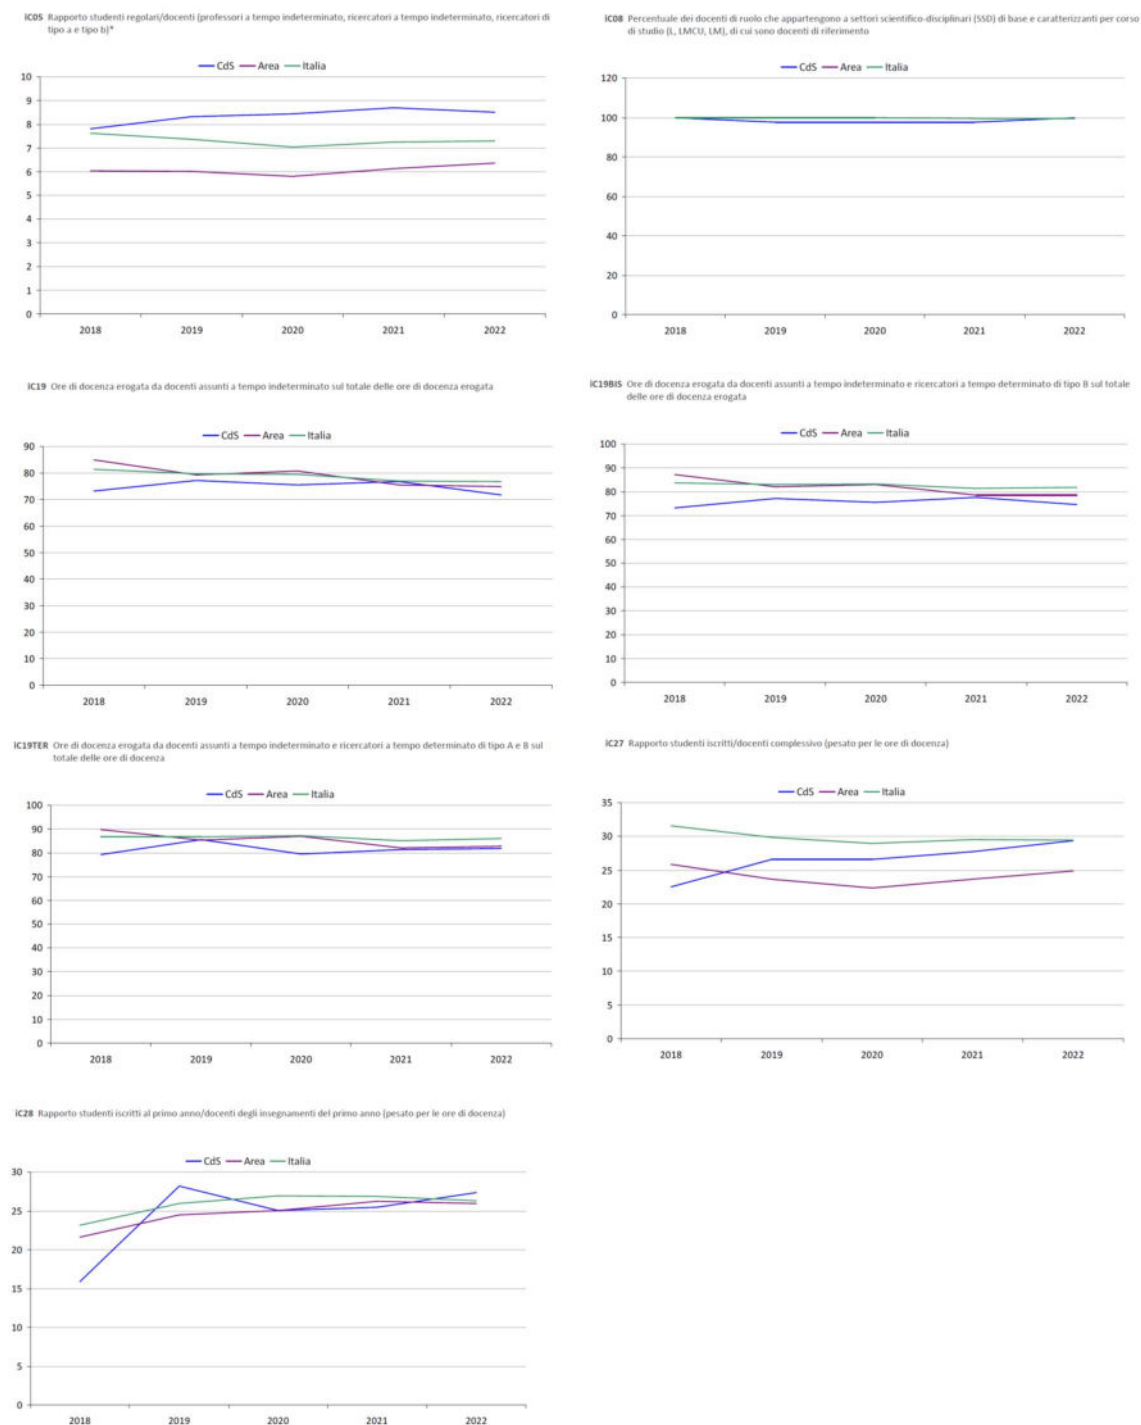 iC05 Rapporto studenti regolari/docenti (professori a tempo indeterminato, ricercatori a tempo indeterminato, ricercatori di
tipo a e tipo b)*
CdS Area Italia
10
9
8
7
6
5
4
3
2
1
0
2018 2019 2020 2021 2022
iC08 Percentuale dei docenti di ruolo che appartengono a settori scientifico-disciplinari (SSD) di base e caratterizzanti per corso
di studio (L, LMCU, LM), di cui sono docenti di riferimento
CdS Area Italia
120
100
80
60
40
20
0
2018 2019 2020 2021 2022
iC19 Ore di docenza erogata da docenti assunti a tempo indeterminato sul totale delle ore di docenza erogata
CdS Area Italia
90
80
70
60
50
40
30
20
10
0
2018 2019 2020 2021 2022
iC19BIS Ore di docenza erogata da docenti assunti a tempo indeterminato e ricercatori a tempo determinato di tipo B sul totale
delle ore di docenza erogata
CdS Area Italia
100
90
80
70
60
50
40
30
20
10
0
2018 2019 2020 2021 2022
iC19TER Ore di docenza erogata da docenti assunti a tempo indeterminato e ricercatori a tempo determinato di tipo A e B sul
totale delle ore di docenza
CdS Area Italia
100
90
80
70
60
50
40
30
20
10
0
2018 2019 2020 2021 2022
iC27 Rapporto studenti iscritti/docenti complessivo (pesato per le ore di docenza)
CdS Area Italia
35
30
25
20
15
10
5
0
2018 2019 2020 2021 2022
iC28 Rapporto studenti iscritti al primo anno/docenti degli insegnamenti del primo anno (pesato per le ore di docenza)
CdS Area Italia
30
25
20
15
10
5
0
2018 2019 2020 2021 2022